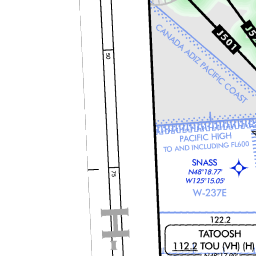 J501
CANADA ADIZ PACIFIC COAST
50
PACIFIC HIGH
TO AND INCLUDING FL600
SNASS
N48°18.77'
W125°15.05'
W-237E
75
122.2
TATOOSH
112.2 TOU (VH) (H)